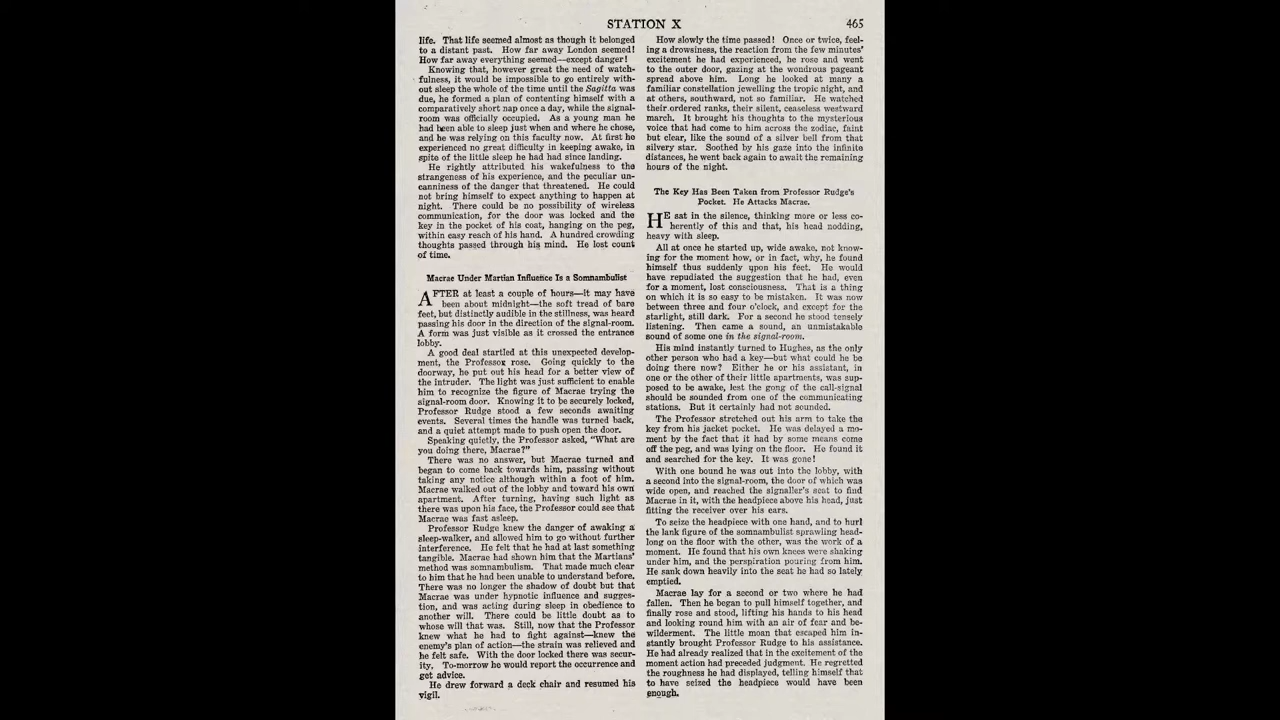 STATION X
465
life. That life seemed almost as though it belonged
to a distant past. How far away London seemed!
How far away everything seemed—except danger!
Knowing that, however great the need of watch-
fulness, it would be impossible to go entirely with-
out sleep the whole of the time until the Sagitta was
due, he formed a plan of contenting himself with a
comparatively short nap once a day, while the signal-
room was officially occupied. As a young man he
had been able to sleep just when and where he chose,
and he was relying on this faculty now. At first he
experienced no great difficulty in keeping awake, in
spite of the little sleep he had had since landing.
He rightly attributed his wakefulness to the
strangeness of his experience, and the peculiar un-
canniness of the danger that threatened. He could
not bring himself to expect anything to happen at
night. There could be no possibility of wireless
communication, for the door was locked and the
key in the pocket of his coat, hanging on the peg,
within easy reach of his hand. A hundred crowding
thoughts passed through his mind. He lost count
of time.
Macrae Under Martian Influence Is a Somnambulist
AFTER at least a couple of hours—it may have
been about midnight—the soft tread of bare
feet, but distinctly audible in the stillness, was heard
passing his door in the direction of the signal-room.
A form was just visible as it crossed the entrance
lobby.
A good deal startled at this unexpected develop-
ment, the Professor rose. Going quickly to the
doorway, he put out his head for a better view of
the intruder. The light was just sufficient to enable
him to recognize the figure of Macrae trying the
signal-room door. Knowing it to be securely locked,
Professor Rudge stood a few seconds awaiting
events. Several times the handle was turned back,
and a quiet attempt made to push open the door.
Speaking quietly, the Professor asked, "What are
you doing there, Macrae?"
There was no answer, but Macrae turned and
began to come back towards him, passing without
taking any notice although within a foot of him.
Macrae walked out of the lobby and toward his own
apartment. After turning, having such light as
there was upon his face, the Professor could see that
Macrae was fast asleep.
Professor Rudge knew the danger of awaking a
sleep-walker, and allowed him to go without further
interference. He felt that he had at last something
tangible. Macrae had shown him that the Martians'
method was somnambulism. That made much clear
to him that he had been unable to understand before.
There was no longer the shadow of doubt but that
Macrae was under hypnotic influence and sugges-
tion, and was acting during sleep in obedience to
another will. There could be little doubt as to
whose will that was. Still, now that the Professor
knew what he had to fight against—knew the
enemy's plan of action—the strain was relieved and
he felt safe. With the door locked there was secur-
ity. To-morrow he would report the occurrence and
get advice.
He drew forward a deck chair and resumed his
vigil.
How slowly the time passed! Once or twice, feel-
ing a drowsiness, the reaction from the few minutes'
excitement he had experienced, he rose and went
to the outer door, gazing at the wondrous pageant
spread above him. Long he looked at many a
familiar constellation jewelling the tropic night, and
at others, southward, not so familiar. He watched
their ordered ranks, their silent, ceaseless westward
march. It brought his thoughts to the mysterious
voice that had come to him across the zodiac, faint
but clear, like the sound of a silver bell from that
silvery star. Soothed by his gaze into the infinite
distances, he went back again to await the remaining
hours of the night.
The Key Has Been Taken from Professor Rudge's
Pocket. He Attacks Macrae.
HE sat in the silence, thinking more or less co-
herently of this and that, his head nodding,
heavy with sleep.
All at once he started up, wide awake, not know-
ing for the moment how, or in fact, why, he found
himself thus suddenly upon his feet. He would
have repudiated the suggestion that he had, even
for a moment, lost consciousness. That is a thing
on which it is so easy to be mistaken. It was now
between three and four o'clock, and except for the
starlight, still dark. For a second he stood tensely
listening. Then came a sound, an unmistakable
sound of some one in the signal-room.
His mind instantly turned to Hughes, as the only
other person who had a key—but what could he be
doing there now? Either he or his assistant, in
one or the other of their little apartments, was sup-
posed to be awake, lest the gong of the call-signal
should be sounded from one of the communicating
stations. But it certainly had not sounded.
The Professor stretched out his arm to take the
key from his jacket pocket. He was delayed a mo-
ment by the fact that it had by some means come
off the peg, and was lying on the floor. He found it
and searched for the key. It was gone!
With one bound he was out into the lobby, with
a second into the signal-room, the door of which was
wide open, and reached the signaller's seat to find
Macrae in it, with the headpiece above his head, just
fitting the receiver over his ears.
To seize the headpiece with one hand, and to hurl
the lank figure of the somnambulist sprawling head-
long on the floor with the other, was the work of a
moment. He found that his own knees were shaking
under him, and the perspiration pouring from him.
He sank down heavily into the seat he had so lately
emptied.
Macrae lay for a second or two where he had
fallen. Then he began to pull himself together, and
finally rose and stood, lifting his hands to his head
and looking round him with an air of fear and be-
wilderment. The little moan that escaped him in-
stantly brought Professor Rudge to his assistance.
He had already realized that in the excitement of the
moment action had preceded judgment. He regretted
the roughness he had displayed, telling himself that
to have seized the headpiece would have been
enough.